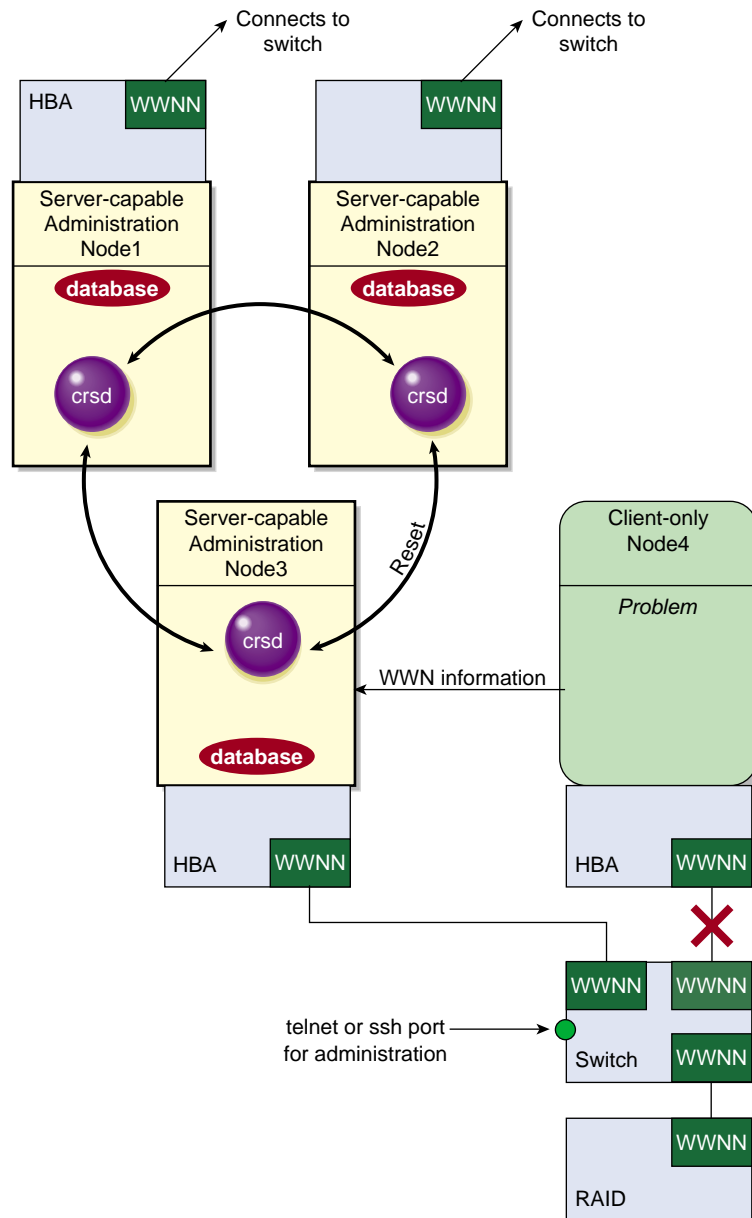 Connects to
switch
Connects to
switch
HBA
WWNN
WWNN
Server-capable
Administration
Node1
Server-capable
Administration
Node2
database
database
crsd
crsd
Server-capable
Administration
Node3
Reset
Client-only
Node4
Problem
crsd
WWN information
database
HBA
WWNN
HBA
WWNN
WWNN
WWNN
telnet or ssh port
for administration
Switch
WWNN
WWNN
RAID